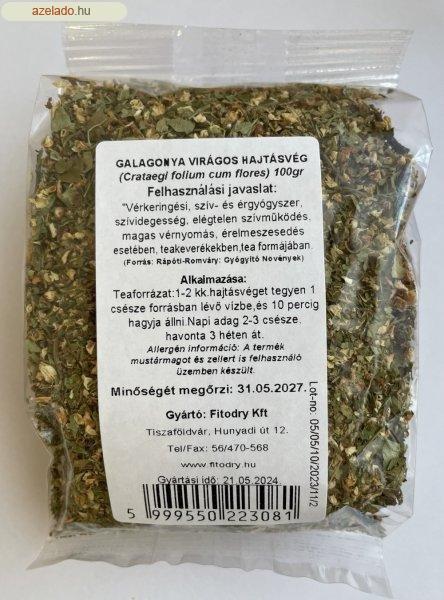 azelado.hu
GALAGONYA VIRÁGOS HAJTÁSVÉG
(Crataegi folium cum flores) 100gr
Felhasználási javaslat:
"Vérkeringési, szív- és érgyógyszer,
szívidegesség, elégtelen szívműködés,
magas vérnyomás, érelmeszesedés
esetében, teakeverékekben,tea formájában.
(Forrás: Rápóti-Romváry: Gyógyító Növények)
Alkalmazása:
Teaforrázat:1-2 kk.hajtásvéget tegyen 1
csésze forrásban lévő vízbe,és 10 percig
hagyja állni.Napi adag 2-3 csésze,
havonta 3 héten át.
Allergén információ: A termék
mustármagot és zellert is felhasználó
üzemben készült.
Minőségét megőrzi: 31.05.2027.
Gyártó: Fitodry Kft
Tiszaföldvár, Hunyadi út 12.
Tel/Fax: 56/470-568
www.fitodry.hu
Gyártási idő: 21.05.2024.
5 999550 223081
Lot-no: 05/05/10/2023/11/2